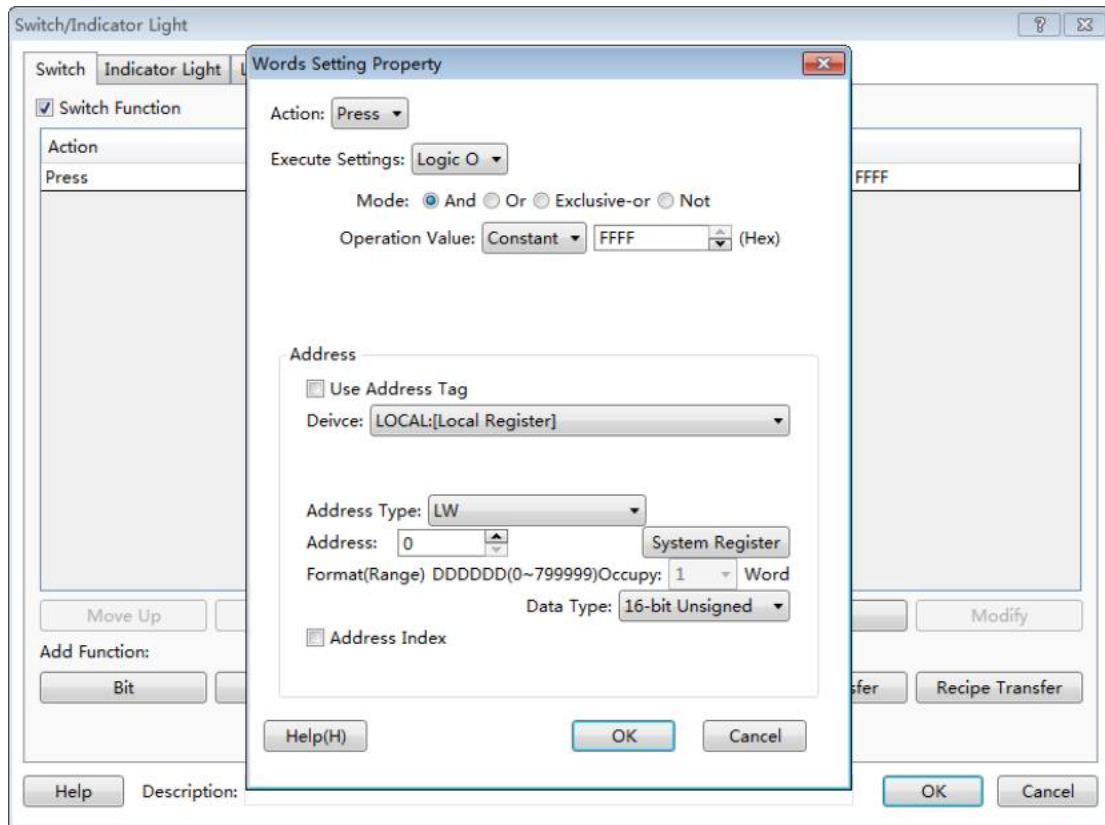 Switch/Indicator Light
Switch
Indicator Light
Switch Function
Action
Press
FFFF
Words Setting Property
Action: Press
Execute Settings: Logic O
Mode: And Or Exclusive-or Not
Operation Value: Constant FFFF (Hex)
Address
Use Address Tag
Deivce: LOCAL:[Local Register]
Address Type: LW
Address: 0 System Register
Format(Range) DDDDDD(0~799999)Occupy: 1 Word
Data Type: 16-bit Unsigned
Address Index
Help(H) OK Cancel
Move Up Modify
Add Function:
Bit sfer Recipe Transfer
Help Description: OK Cancel